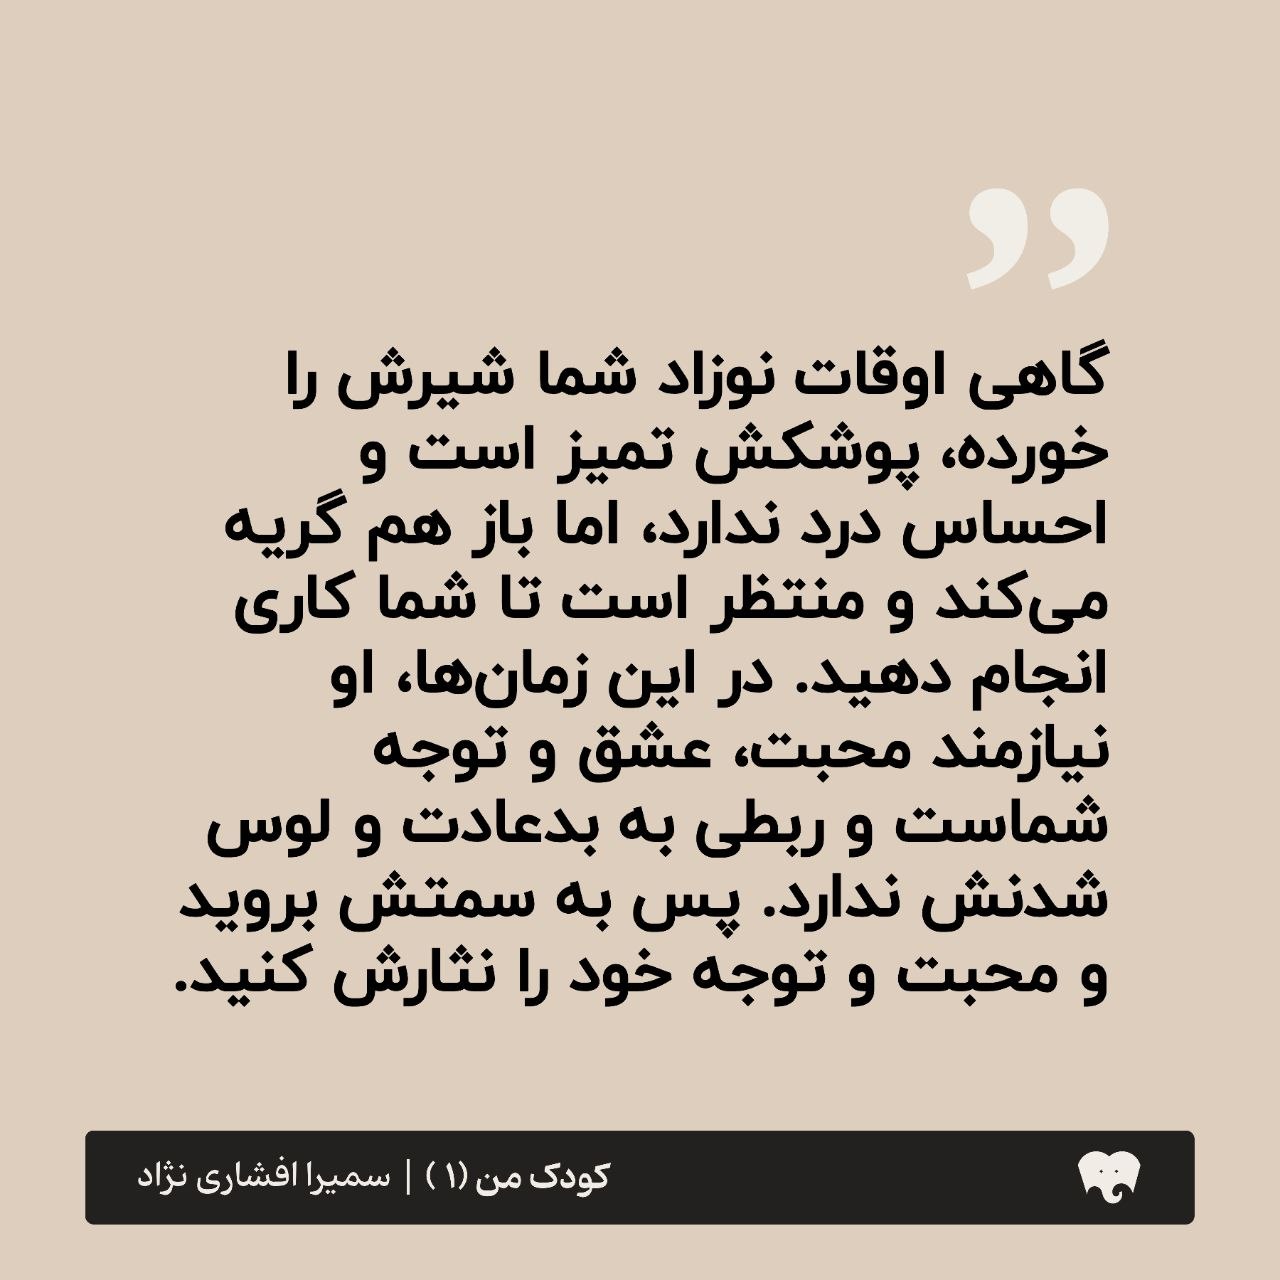 ”
گاهی اوقات نوزاد شما شیرش را
خورده، پوشکش تمیز است و
احساس درد ندارد، اما باز هم گریه
می‌کند و منتظر است تا شما کاری
انجام دهید. در این زمان‌ها، او
نیازمند محبت، عشق و توجه
شماست و ربطی به بدعادت و لوس
شدنش ندارد. پس به سمتش بروید
و محبت و توجه خود را نثارش کنید.
کودک من (۱) | سمیرا افشاری نژاد